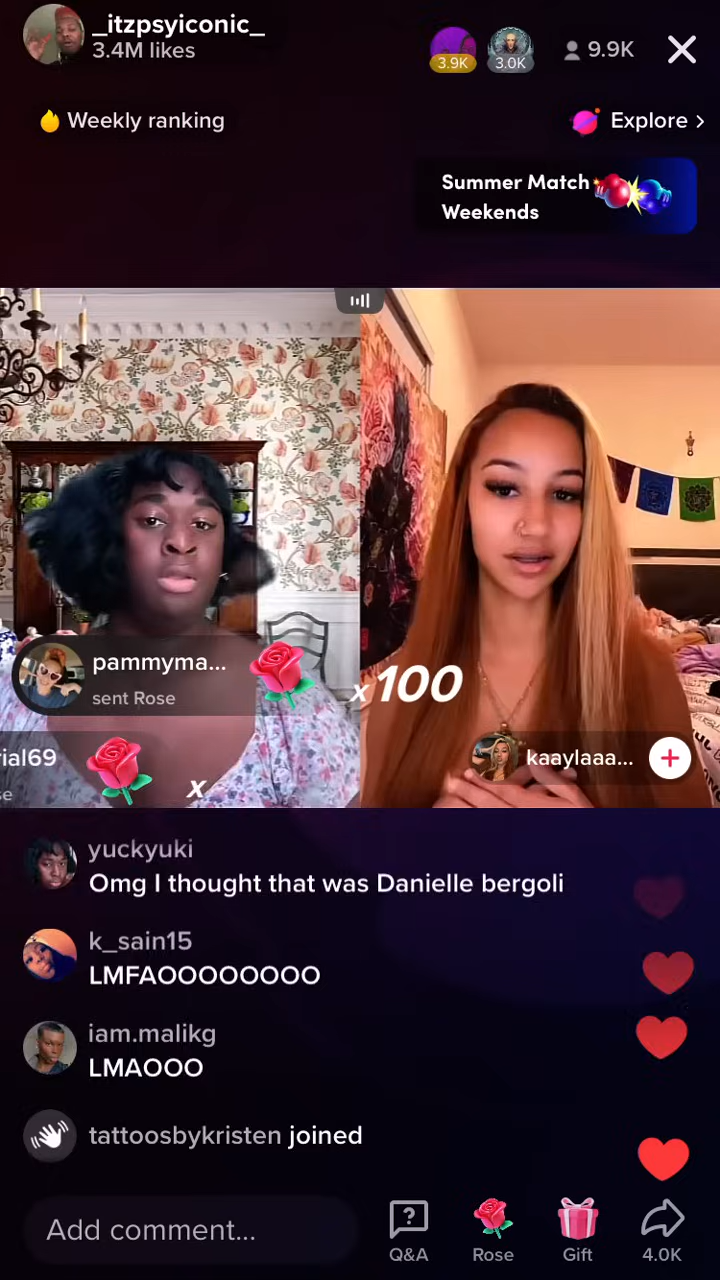 _itzpsyiconic_
3.4M likes
3.9K
3.0K
9.9K
Weekly ranking
Explore >
Summer Match
Weekends
pammyma...
sent Rose
x100
rial69
se
x
kaaylaaa...
yuckyuki
Omg I thought that was Danielle bergoli
k_sain15
LMFAOOOOOOOO
iam.malikg
LMAOOO
tattoosbykristen joined
Add comment...
Q&A
Rose
Gift
4.0K